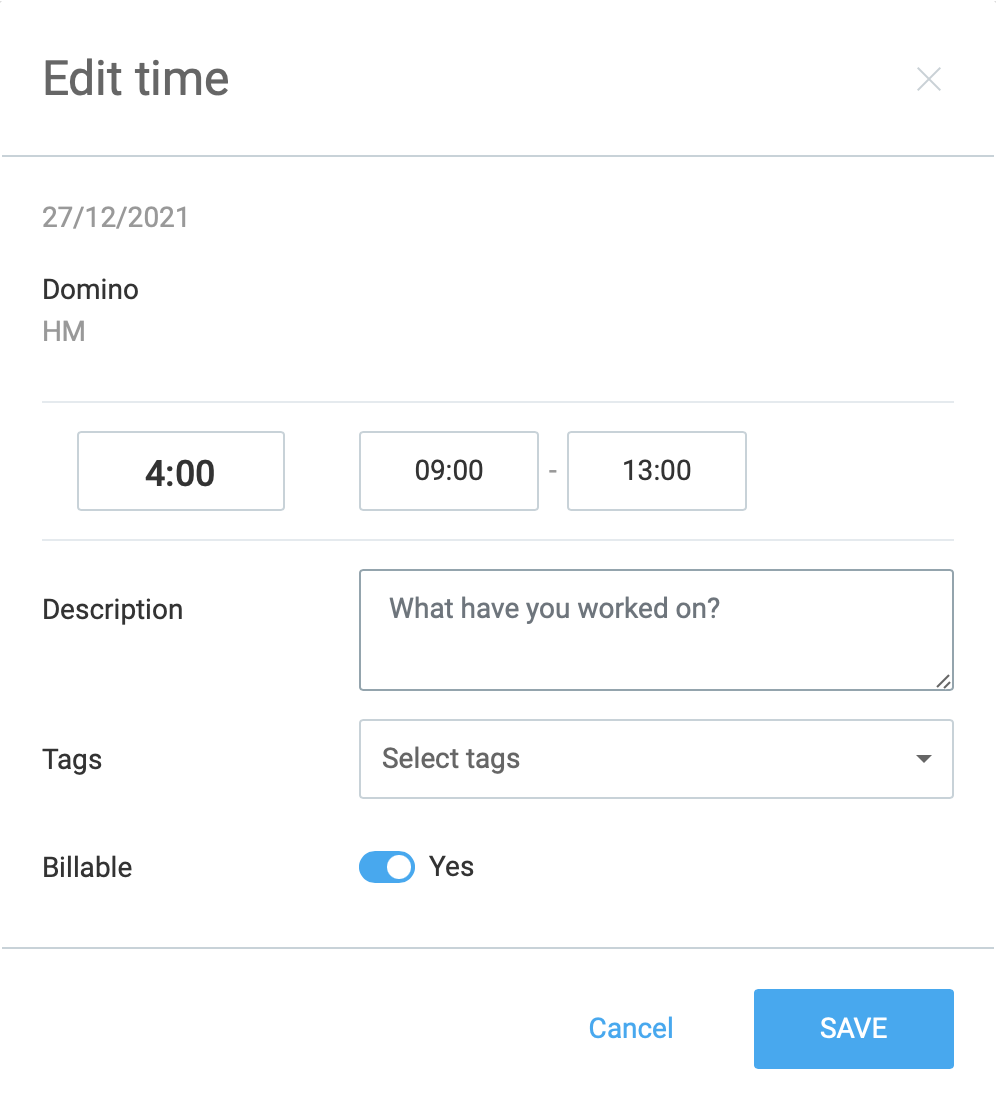 Edit time
27/12/2021
Domino
HM
4:00 09:00 - 13:00
Description What have you worked on?
Tags Select tags
Billable Yes
Cancel SAVE